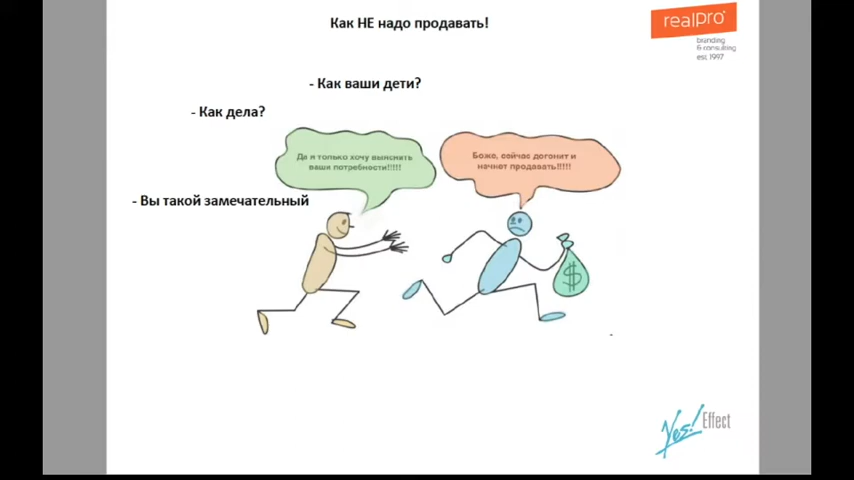 Как НЕ надо продавать!
realpro
branding
& consulting
est. 1997
- Как ваши дети?
- Как дела?
Да я только хочу выяснить
ваши потребности!!!!!
Боже, сейчас догонит и
начнет продавать!!!!!
- Вы такой замечательный
$
Yes! Effect